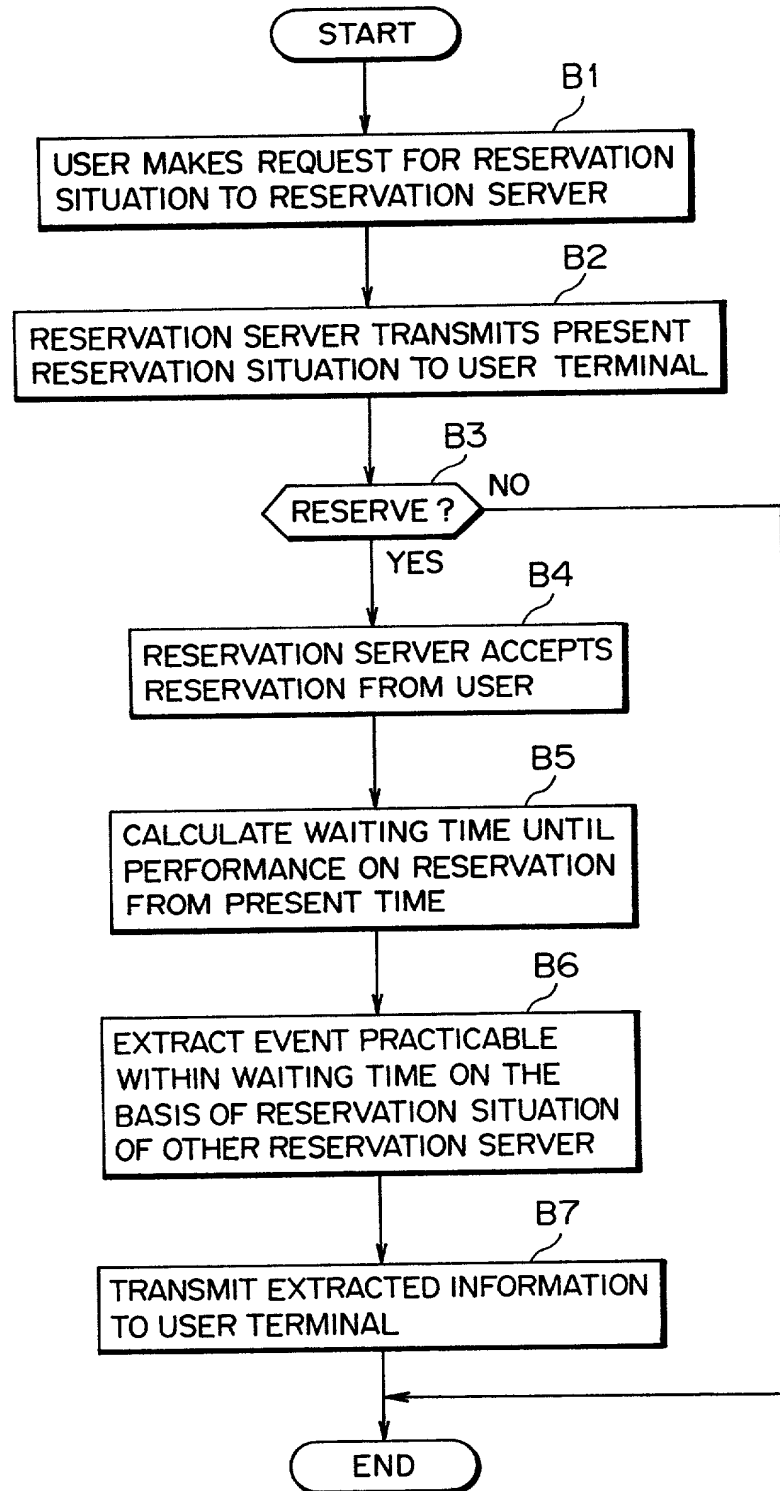 START
B1
USER MAKES REQUEST FOR RESERVATION
SITUATION TO RESERVATION SERVER
B2
RESERVATION SERVER TRANSMITS PRESENT
RESERVATION SITUATION TO USER TERMINAL
B3
RESERVE ?
NO
YES
B4
RESERVATION SERVER ACCEPTS
RESERVATION FROM USER
B5
CALCULATE WAITING TIME UNTIL
PERFORMANCE ON RESERVATION
FROM PRESENT TIME
B6
EXTRACT EVENT PRACTICABLE
WITHIN WAITING TIME ON THE
BASIS OF RESERVATION SITUATION
OF OTHER RESERVATION SERVER
B7
TRANSMIT EXTRACTED INFORMATION
TO USER TERMINAL
END